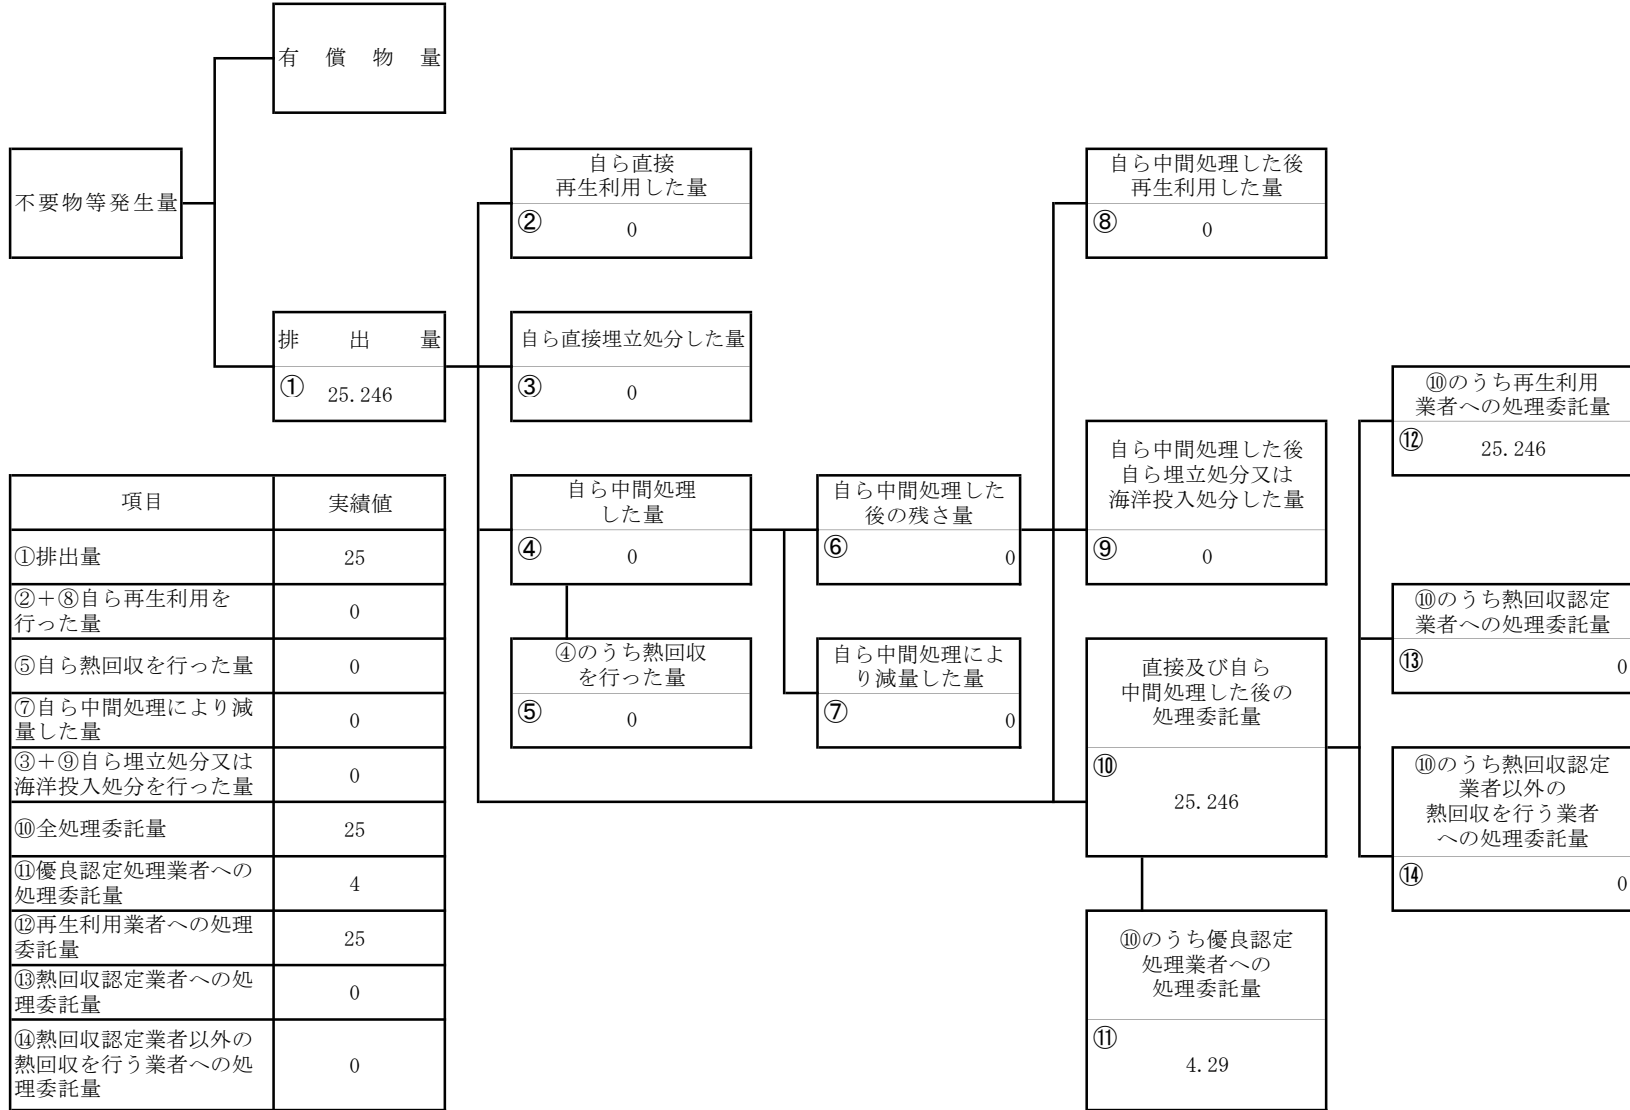 有償物量
不要物等発生量
排出量
① 25.246
自ら直接
再生利用した量
② 0
自ら直接埋立処分した量
③ 0
自ら中間処理
した量
④ 0
④のうち熱回収
を行った量
⑤ 0
自ら中間処理した
後の残さ量
⑥ 0
自ら中間処理によ
り減量した量
⑦ 0
自ら中間処理した後
再生利用した量
⑧ 0
自ら中間処理した後
自ら埋立処分又は
海洋投入処分した量
⑨ 0
直接及び自ら
中間処理した後の
処理委託量
⑩
25.246
⑩のうち優良認定
処理業者への
処理委託量
⑪
4.29
⑩のうち再生利用
業者への処理委託量
⑫ 25.246
⑩のうち熱回収認定
業者への処理委託量
⑬ 0
⑩のうち熱回収認定
業者以外の
熱回収を行う業者
への処理委託量
⑭ 0
項目 実績値
①排出量 25
②＋⑧自ら再生利用を
行った量 0
⑤自ら熱回収を行った量 0
⑦自ら中間処理により減
量した量 0
③＋⑨自ら埋立処分又は
海洋投入処分を行った量 0
⑩全処理委託量 25
⑪優良認定処理業者への
処理委託量 4
⑫再生利用業者への処理
委託量 25
⑬熱回収認定業者への処
理委託量 0
⑭熱回収認定業者以外の
熱回収を行う業者への処
理委託量 0